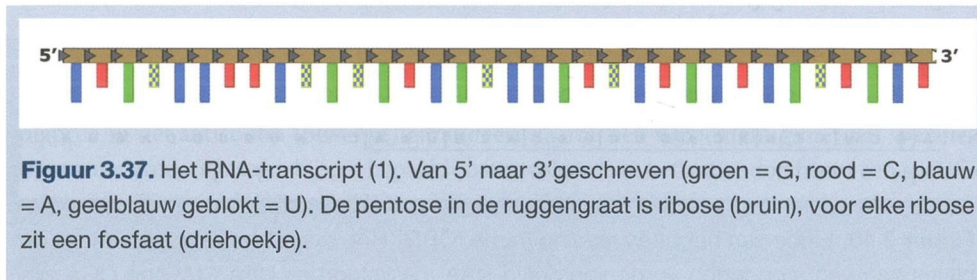 5’ 3’
Figuur 3.37. Het RNA-transcript (1). Van 5’ naar 3’geschreven (groen = G, rood = C, blauw
= A, geelblauw geblokt = U). De pentose in de ruggengraat is ribose (bruin), voor elke ribose
zit een fosfaat (driehoekje).